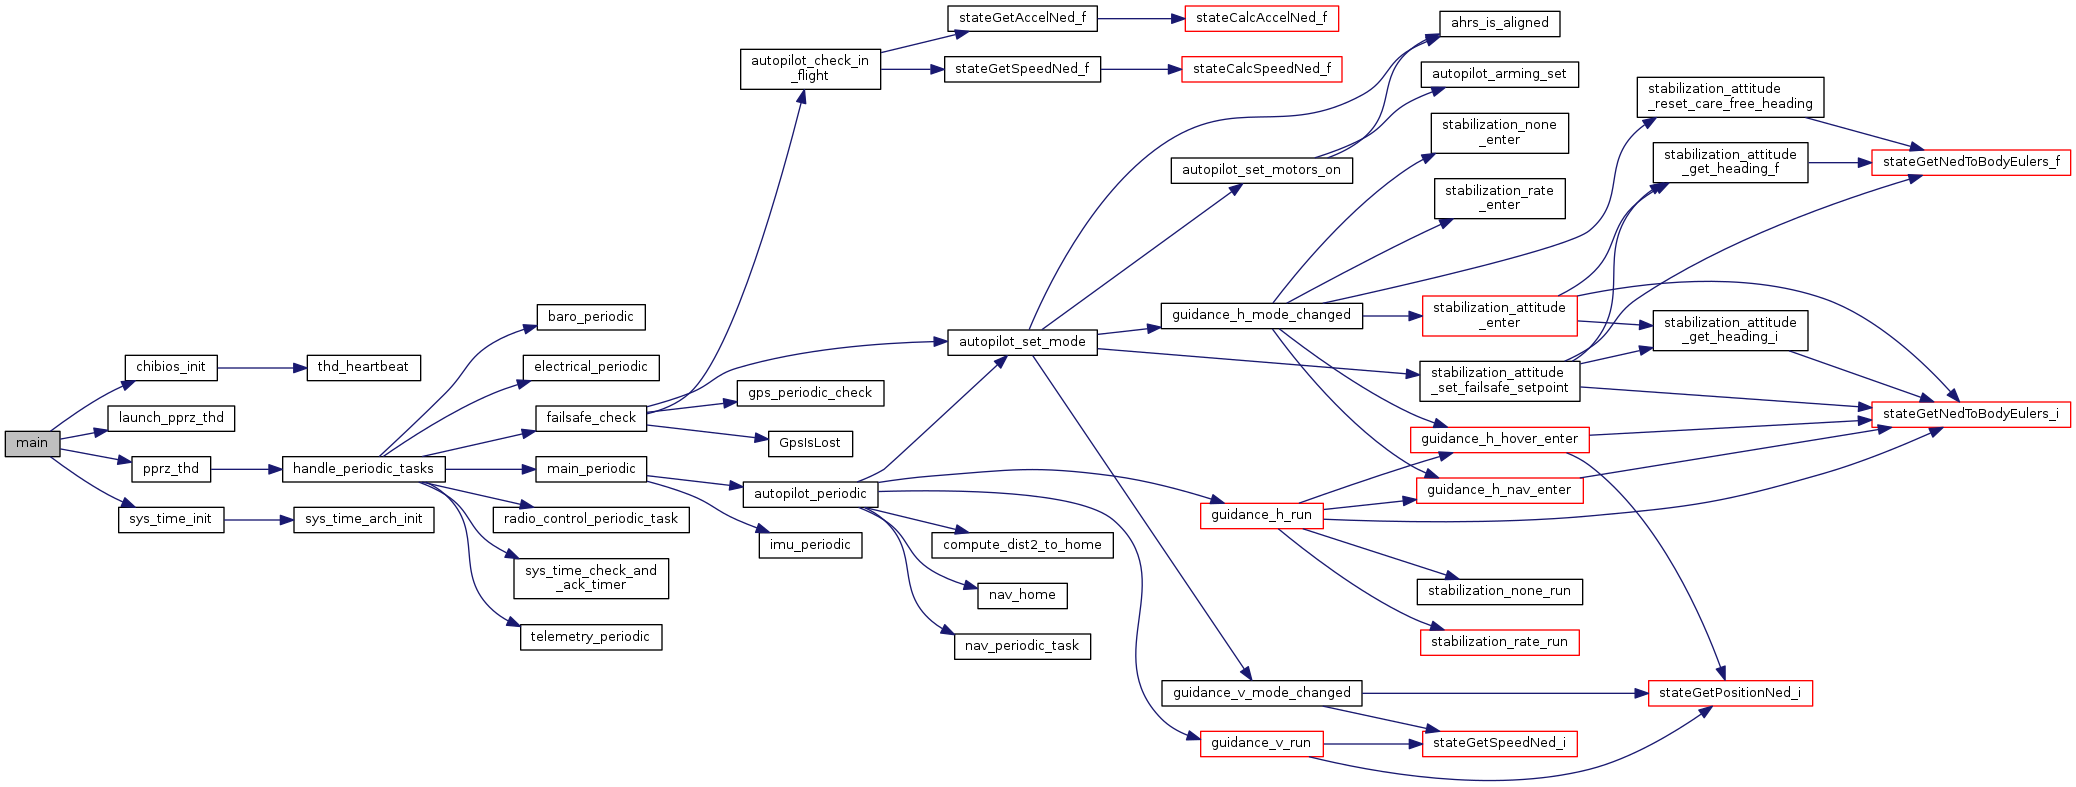 main
chibios_init
launch_pprz_thd
pprz_thd
sys_time_init
thd_heartbeat
handle_periodic_tasks
sys_time_arch_init
baro_periodic
electrical_periodic
failsafe_check
main_periodic
radio_control_periodic_task
sys_time_check_and
_ack_timer
telemetry_periodic
autopilot_check_in
_flight
gps_periodic_check
GpsIsLost
autopilot_periodic
imu_periodic
stateGetAccelNed_f
stateGetSpeedNed_f
autopilot_set_mode
compute_dist2_to_home
nav_home
nav_periodic_task
stateCalcAccelNed_f
stateCalcSpeedNed_f
autopilot_set_motors_on
guidance_h_mode_changed
guidance_h_run
guidance_v_mode_changed
guidance_v_run
ahrs_is_aligned
autopilot_arming_set
stabilization_none
_enter
stabilization_rate
_enter
stabilization_attitude
_enter
stabilization_attitude
_set_failsafe_setpoint
guidance_h_hover_enter
guidance_h_nav_enter
stabilization_none_run
stabilization_rate_run
stateGetSpeedNed_i
stabilization_attitude
_reset_care_free_heading
stabilization_attitude
_get_heading_f
stabilization_attitude
_get_heading_i
stateGetPositionNed_i
stateGetNedToBodyEulers_f
stateGetNedToBodyEulers_i